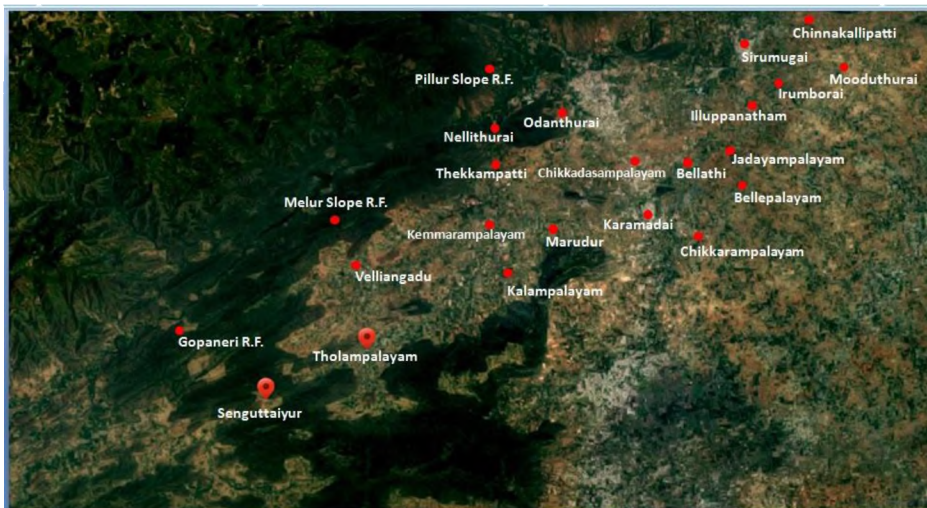 Chinnakallipatti
Sirumugai
Mooduthurai
Pillur Slope R.F.
Irumborai
Illuppanatham
Odanthurai
Nellithurai
Jadayampalayam
Thekkampatti
Chikkadasampalayam
Bellathi
Bellepalayam
Melur Slope R.F.
Karamadai
Kemmarampalayam
Marudur
Chikkarampalayam
Velliangadu
Kalampalayam
Gopaneri R.F.
Tholampalayam
Senguttaiyur